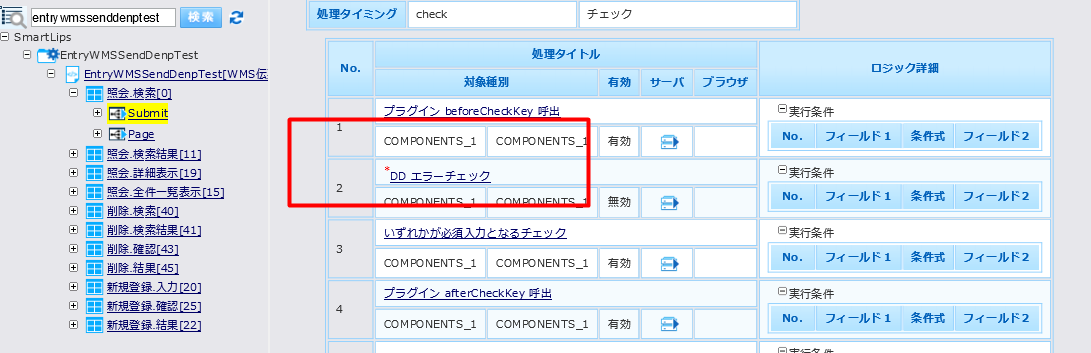 entrywmssenddenptest 検索
SmartLips
EntryWMSSendDenpTest
EntryWMSSendDenpTest[WMS伝
照会.検索[0]
Submit
Page
照会.検索結果[11]
照会.詳細表示[19]
照会.全件一覧表示[15]
削除.検索[40]
削除.検索結果[41]
削除.確認[43]
削除.結果[45]
新規登録.入力[20]
新規登録.確認[25]
新規登録.結果[22]
処理タイミング check チェック
No. 処理タイトル ロジック詳細
対象種別 有効 サーバ ブラウザ
1 プラグイン beforeCheckKey 呼出 実行条件
COMPONENTS_1 COMPONENTS_1 有効 No. フィールド1 条件式 フィールド2
2 *DD エラーチェック 実行条件
COMPONENTS_1 COMPONENTS_1 無効 No. フィールド1 条件式 フィールド2
3 いずれかが必須入力となるチェック 実行条件
COMPONENTS_1 COMPONENTS_1 有効 No. フィールド1 条件式 フィールド2
4 プラグイン afterCheckKey 呼出 実行条件
COMPONENTS_1 COMPONENTS_1 有効 No. フィールド1 条件式 フィールド2